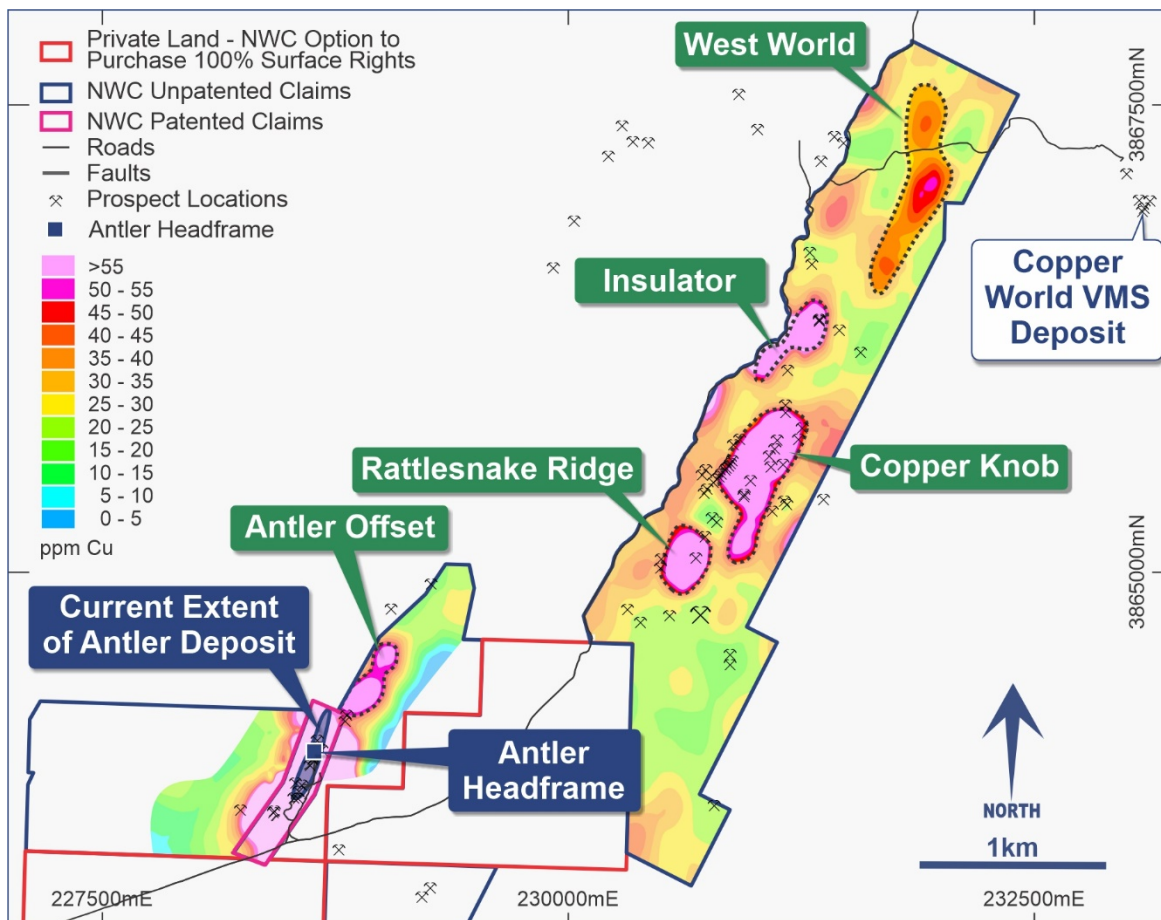 Private Land - NWC Option to
Purchase 100% Surface Rights
NWC Unpatented Claims
NWC Patented Claims
Roads
Faults
Prospect Locations
Antler Headframe
>55
50 - 55
45 - 50
40 - 45
35 - 40
30 - 35
25 - 30
20 - 25
15 - 20
10 - 15
5 - 10
0 - 5
ppm Cu
West World
3867500mN
Insulator
Copper
World VMS
Deposit
Rattlesnake Ridge
Copper Knob
Antler Offset
3865000mN
Current Extent
of Antler Deposit
Antler
Headframe
NORTH
1km
227500mE
230000mE
232500mE